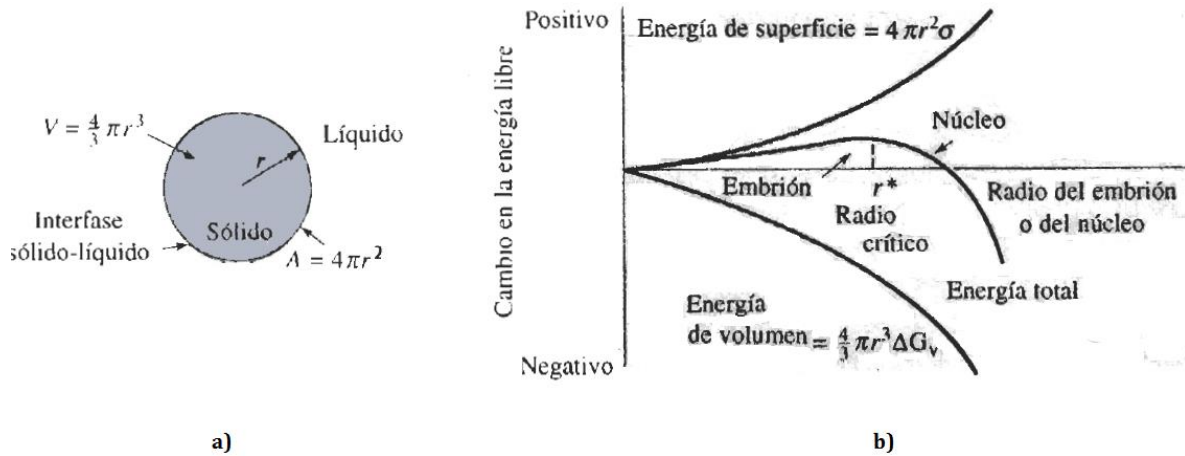 V = 4/3 πr³
Líquido
r
Interfase
sólido-líquido
Sólido
A = 4πr²
a)
Cambio en la energía libre
Positivo
Energía de superficie = 4πr²σ
Núcleo
Embrión
r*
Radio
crítico
Radio del embrión
o del núcleo
Energía total
Energía
de volumen = 4/3 πr³ΔGᵥ
Negativo
b)